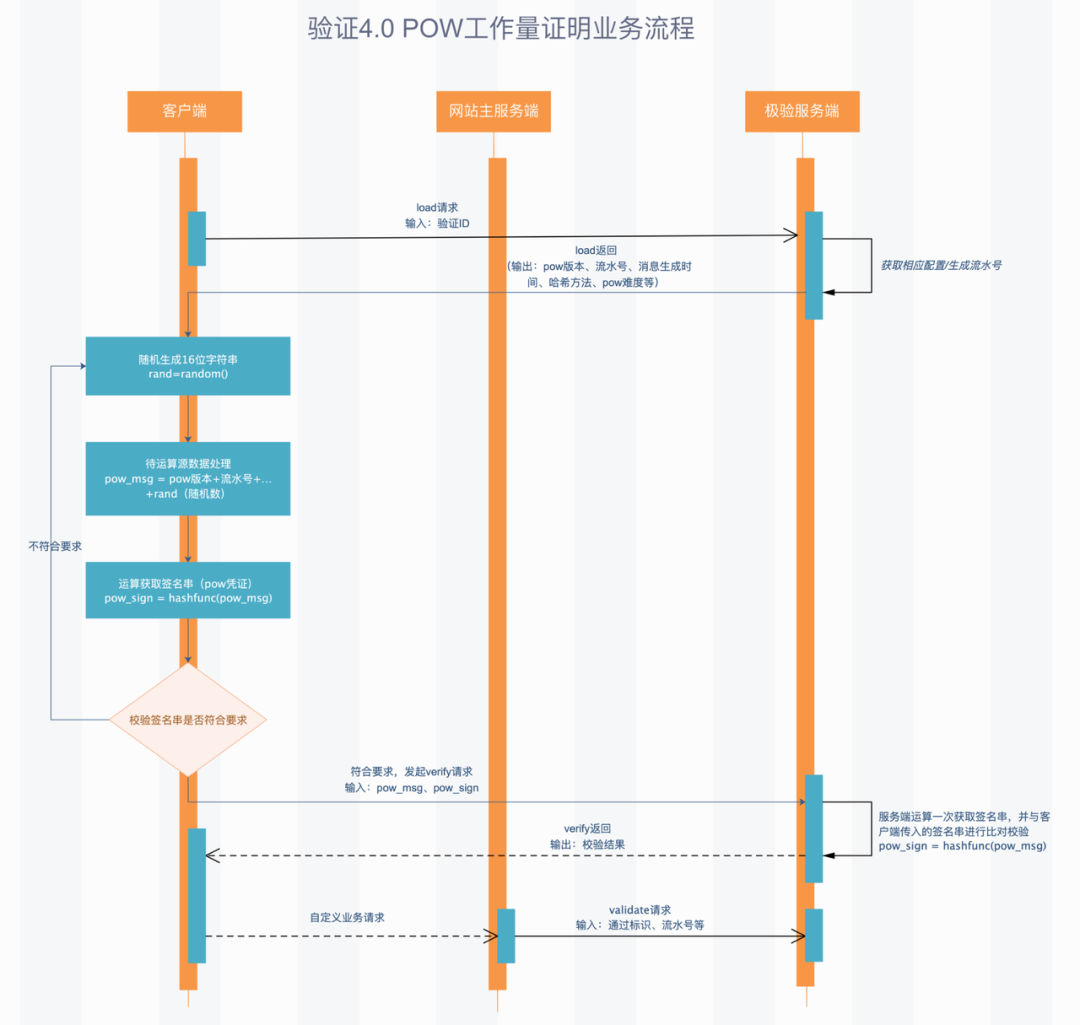 验证4.0 POW工作量证明业务流程
客户端
网站主服务端
极验服务端
load请求
输入：验证ID
load返回
（输出：pow版本、流水号、消息生成时
间、哈希方法、pow难度等）
获取相应配置/生成流水号
随机生成16位字符串
rand=random()
待运算源数据处理
pow_msg = pow版本+流水号+...
+rand（随机数）
不符合要求
运算获取签名串（pow凭证）
pow_sign = hashfunc(pow_msg)
校验签名串是否符合要求
符合要求，发起verify请求
输入：pow_msg、pow_sign
服务端运算一次获取签名串，并与客
户端传入的签名串进行比对校验
pow_sign = hashfunc(pow_msg)
verify返回
输出：校验结果
自定义业务请求
validate请求
输入：通过标识、流水号等